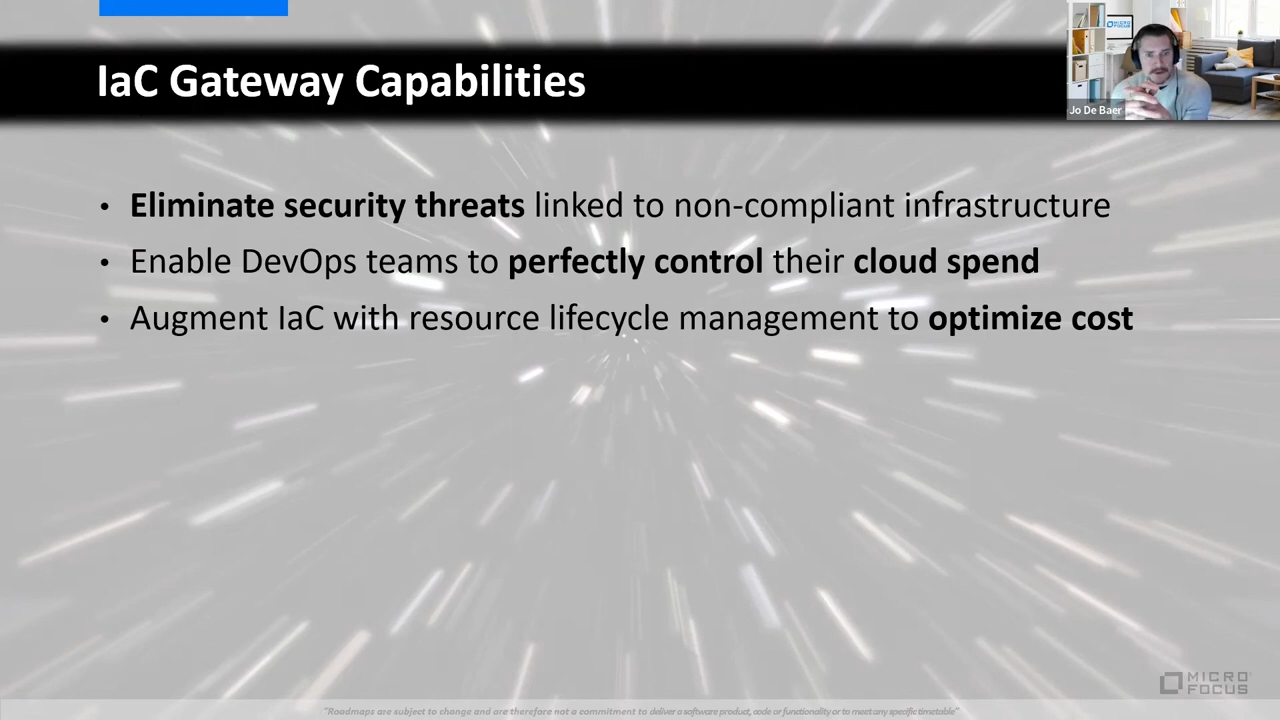 IaC Gateway Capabilities
MICRO
FOCUS
Jo De Baer
• Eliminate security threats linked to non-compliant infrastructure
• Enable DevOps teams to perfectly control their cloud spend
• Augment IaC with resource lifecycle management to optimize cost
MICRO
FOCUS
"Roadmaps are subject to change and are therefore not a commitment to deliver a software product, code or functionality or to meet any specific timetable"